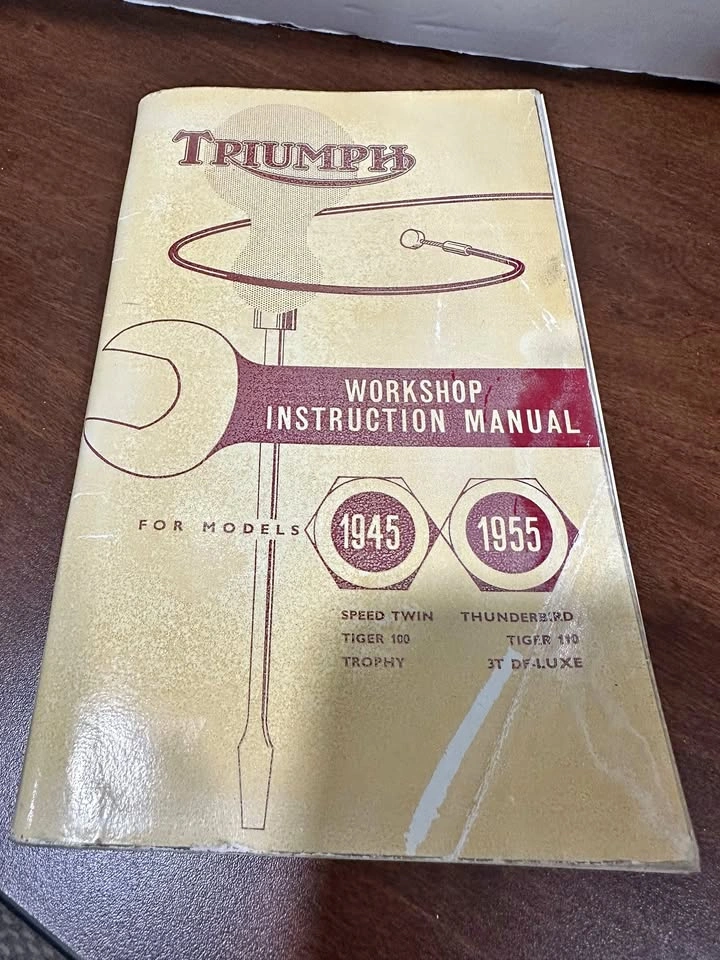 TRIUMPH
WORKSHOP
INSTRUCTION MANUAL
FOR MODELS 1945 1955
SPEED TWIN THUNDERBIRD
TIGER 100 TIGER 110
TROPHY 3T DE-LUXE